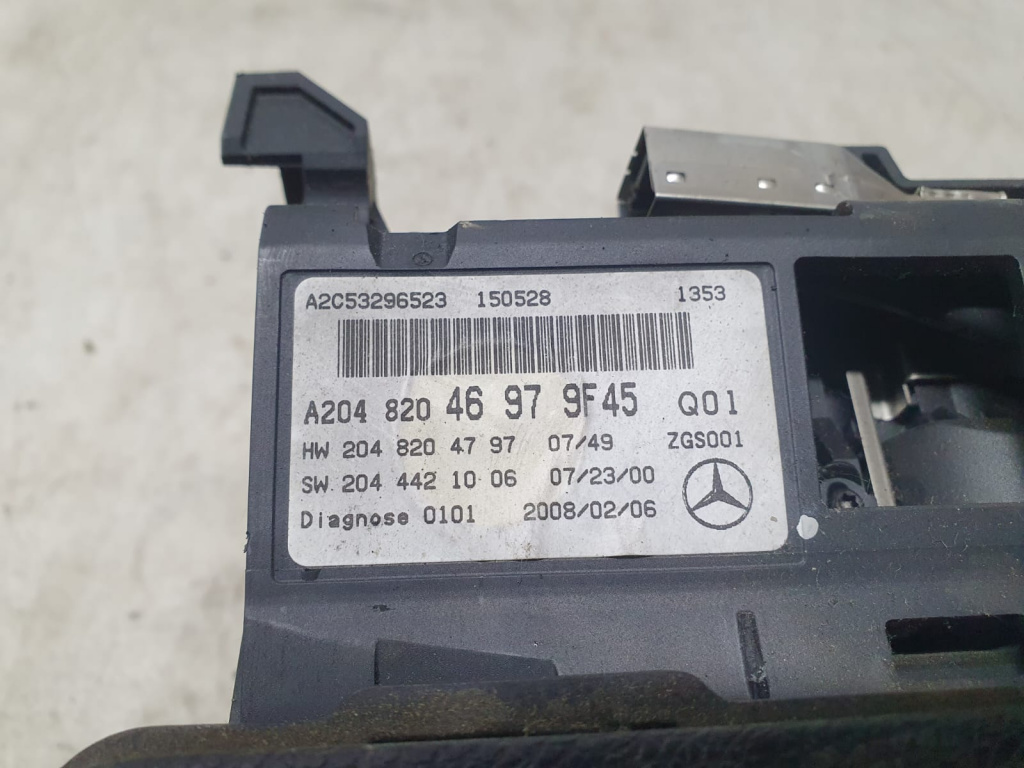 A2C53296523 150528 1353
A204 820 46 97 9F45 Q01
HW 204 820 47 97 07/49 ZGS001
SW 204 442 10 06 07/23/00
Diagnose 0101 2008/02/06